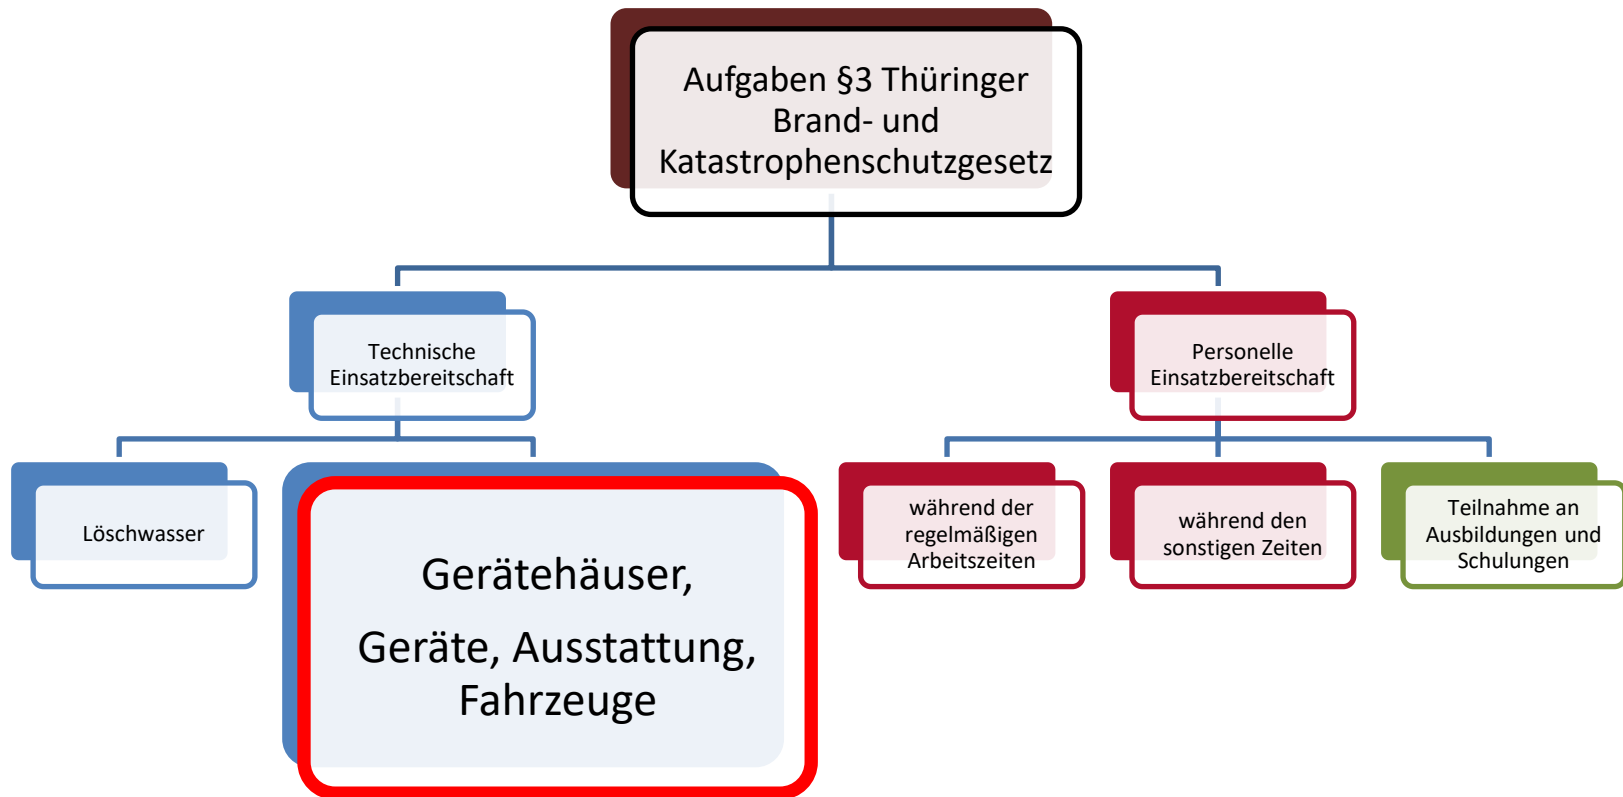 Aufgaben §3 Thüringer
Brand- und
Katastrophenschutzgesetz
Technische
Einsatzbereitschaft
Personelle
Einsatzbereitschaft
Löschwasser
Gerätehäuser,
Geräte, Ausstattung,
Fahrzeuge
während der
regelmäßigen
Arbeitszeiten
während den
sonstigen Zeiten
Teilnahme an
Ausbildungen und
Schulungen